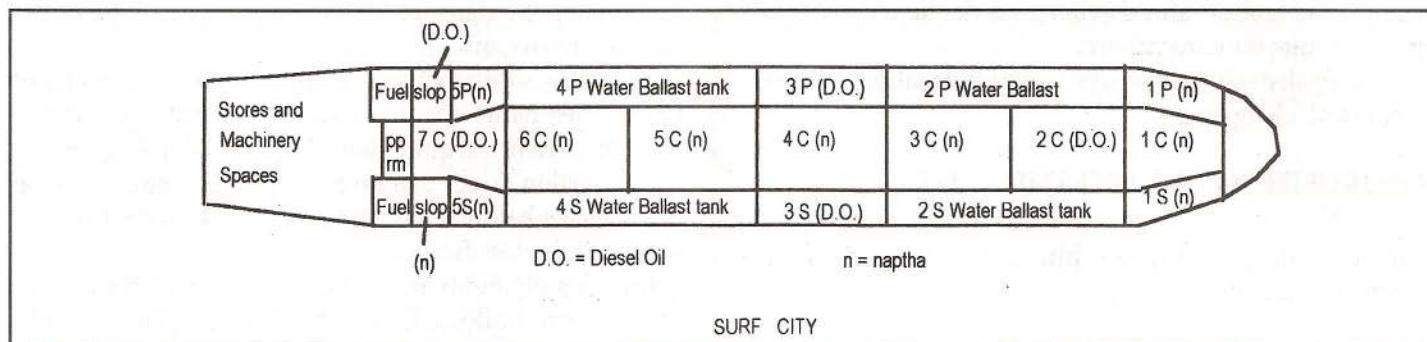 (D.O.)
Fuel slop 5P(n) 4 P Water Ballast tank 3 P (D.O.) 2 P Water Ballast 1 P (n)
Stores and
Machinery
Spaces
pp
rm
7 C (D.O.) 6 C (n) 5 C (n) 4 C (n) 3 C (n) 2 C (D.O.) 1 C (n)
Fuel slop 5S(n) 4 S Water Ballast tank 3 S (D.O.) 2 S Water Ballast tank 1 S (n)
(n)
D.O. = Diesel Oil n = naptha
SURF CITY